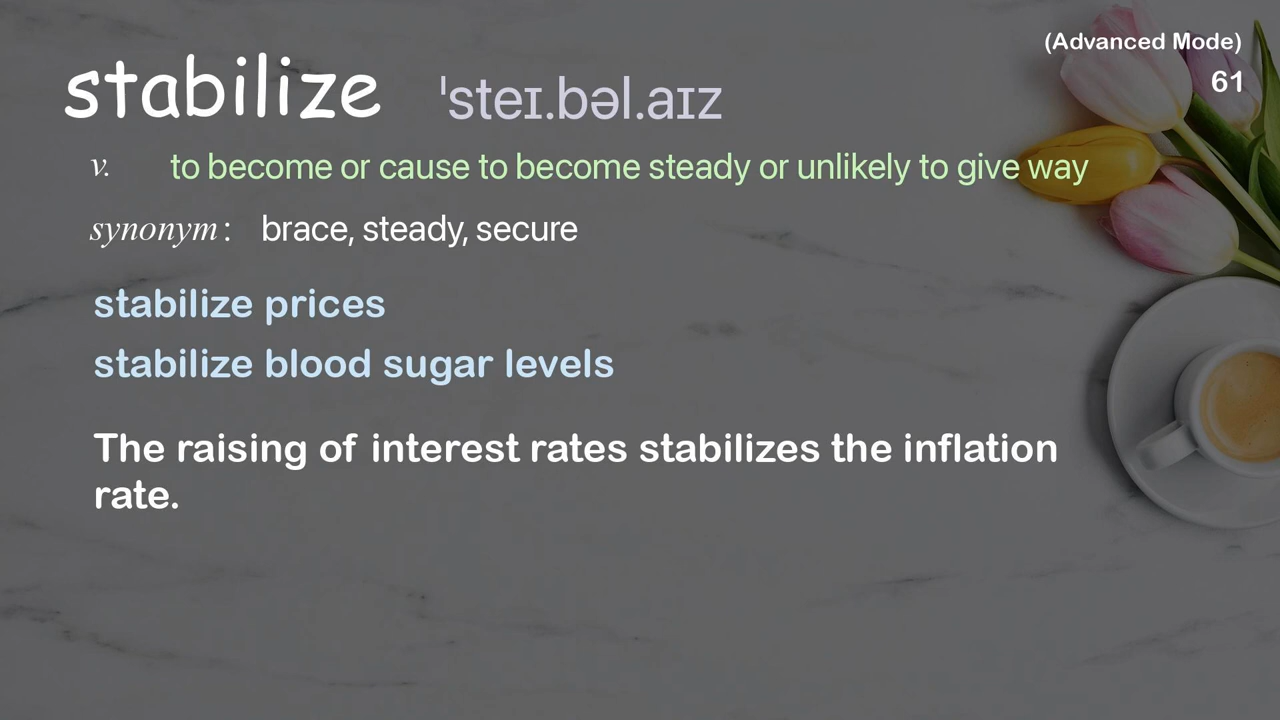 (Advanced Mode)
61
stabilize ˈsteɪ.bəl.aɪz
v. to become or cause to become steady or unlikely to give way
synonym: brace, steady, secure
stabilize prices
stabilize blood sugar levels
The raising of interest rates stabilizes the inflation
rate.